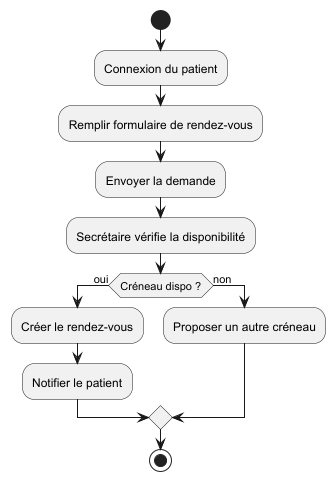 Connexion du patient
Remplir formulaire de rendez-vous
Envoyer la demande
Secrétaire vérifie la disponibilité
oui
Créneau dispo ?
non
Créer le rendez-vous
Proposer un autre créneau
Notifier le patient